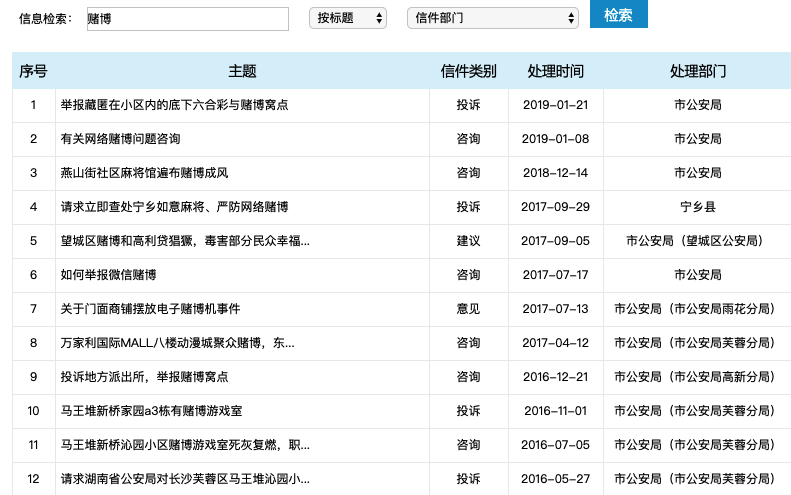 信息检索： 赌博 按标题 信件部门 检索
序号 主题 信件类别 处理时间 处理部门
1 举报藏匿在小区内的底下六合彩与赌博窝点 投诉 2019-01-21 市公安局
2 有关网络赌博问题咨询 咨询 2019-01-08 市公安局
3 燕山街社区麻将馆遍布赌博成风 咨询 2018-12-14 市公安局
4 请求立即查处宁乡如意麻将、严防网络赌博 投诉 2017-09-29 宁乡县
5 望城区赌博和高利贷猖獗，毒害部分民众幸福... 建议 2017-09-05 市公安局（望城区公安局）
6 如何举报微信赌博 咨询 2017-07-17 市公安局
7 关于门面商铺摆放电子赌博机事件 意见 2017-07-13 市公安局（市公安局雨花分局）
8 万家利国际MALL八楼动漫城聚众赌博，东... 咨询 2017-04-12 市公安局（市公安局芙蓉分局）
9 投诉地方派出所，举报赌博窝点 咨询 2016-12-21 市公安局（市公安局高新分局）
10 马王堆新桥家园a3栋有赌博游戏室 投诉 2016-11-01 市公安局（市公安局芙蓉分局）
11 马王堆新桥沁园小区赌博游戏室死灰复燃，职... 咨询 2016-07-05 市公安局（市公安局芙蓉分局）
12 请求湖南省公安局对长沙芙蓉区马王堆沁园小... 投诉 2016-05-27 市公安局（市公安局芙蓉分局）